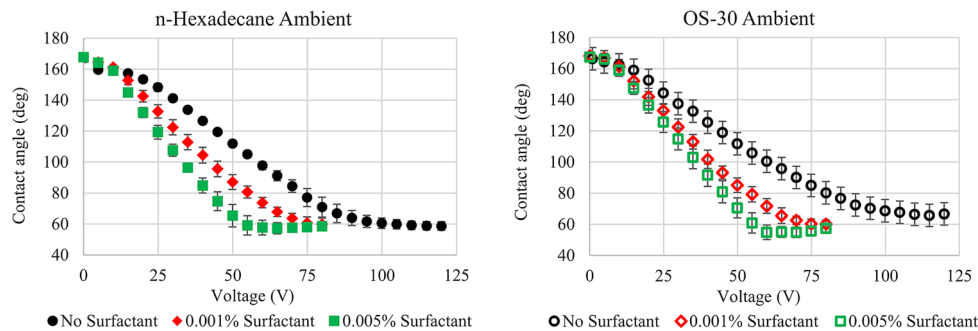 n-Hexadecane Ambient
180
160
140
120
100
80
60
40
Contact angle (deg)
0 25 50 75 100 125
Voltage (V)
No Surfactant 0.001% Surfactant 0.005% Surfactant
OS-30 Ambient
180
160
140
120
100
80
60
40
Contact angle (deg)
0 25 50 75 100 125
Voltage (V)
No Surfactant 0.001% Surfactant 0.005% Surfactant